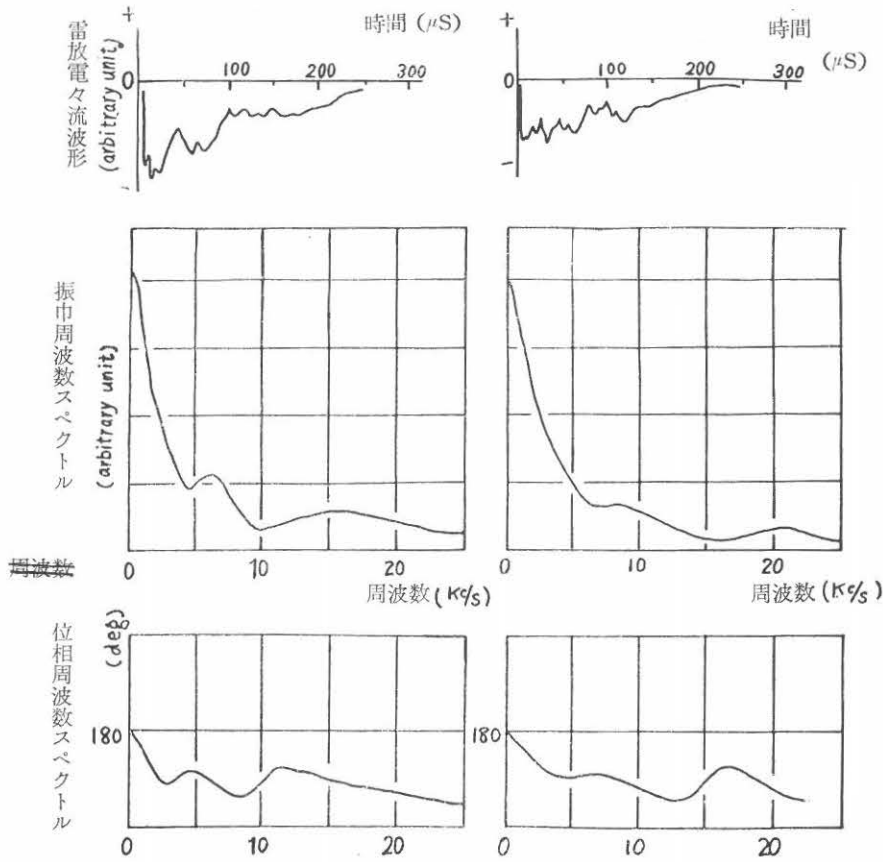 雷放電々流波形
(arbitrary unit)
+
時間 (μS)
0
100
200
300
-
+
時間
(μS)
0
100
200
300
-
振巾周波数スペクトル
(arbitrary unit)
0
10
20
周波数 (Kc/s)
0
10
20
周波数 (Kc/s)
周波数
位相周波数スペクトル
(deg)
180
0
10
20
180
0
10
20